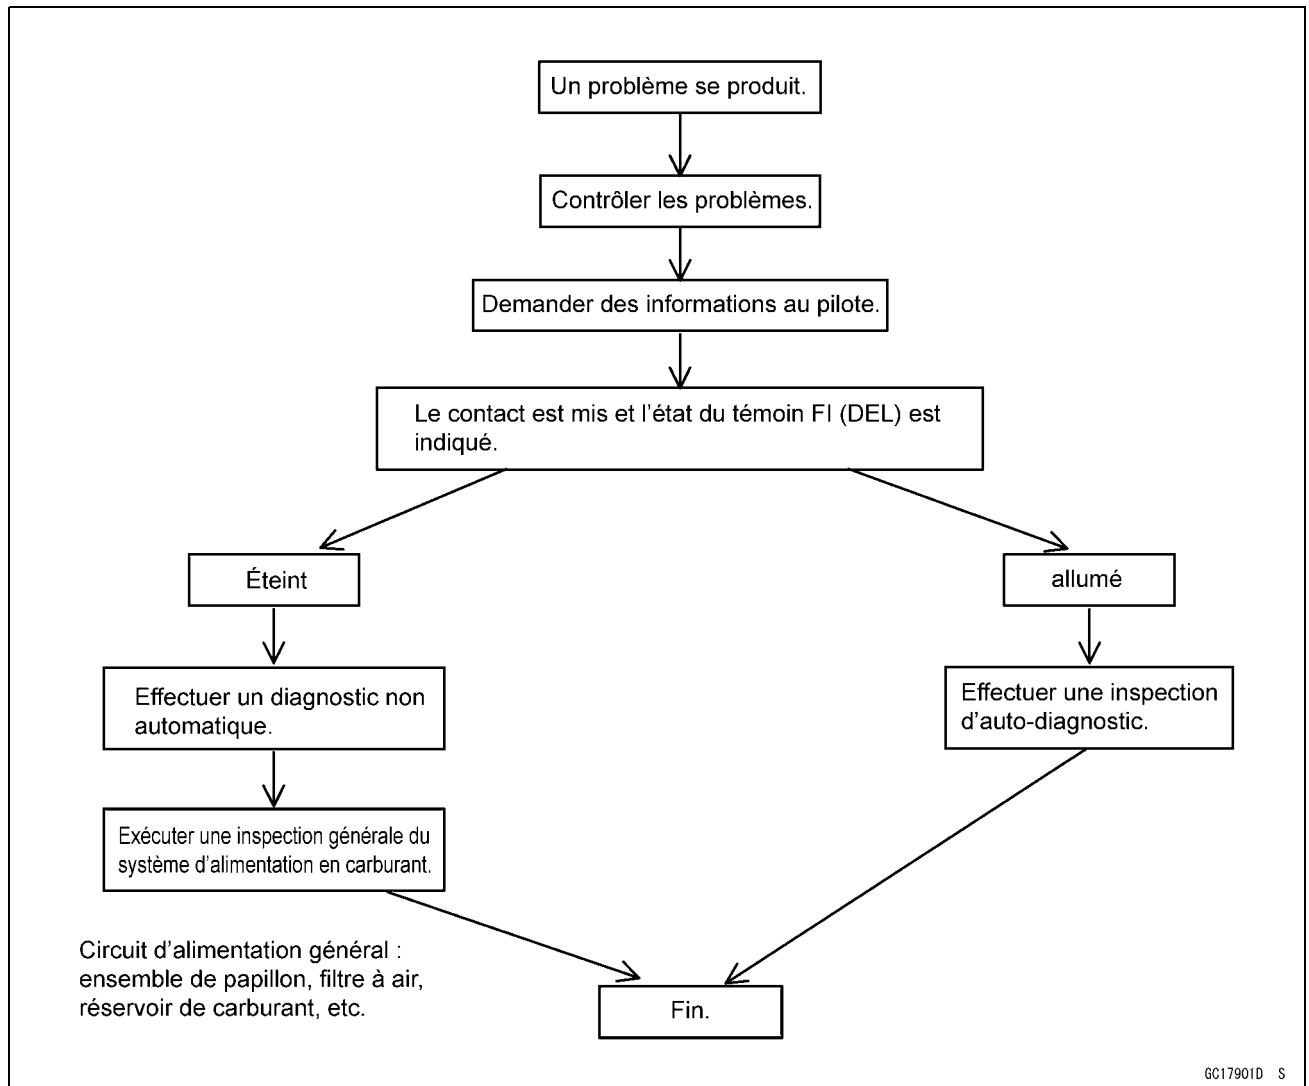 Un problème se produit.
Contrôler les problèmes.
Demander des informations au pilote.
Le contact est mis et l'état du témoin FI (DEL) est
indiqué.
Éteint
allumé
Effectuer un diagnostic non
automatique.
Effectuer une inspection
d'auto-diagnostic.
Exécuter une inspection générale du
système d'alimentation en carburant.
Circuit d'alimentation général :
ensemble de papillon, filtre à air,
réservoir de carburant, etc.
Fin.
GC17901D S